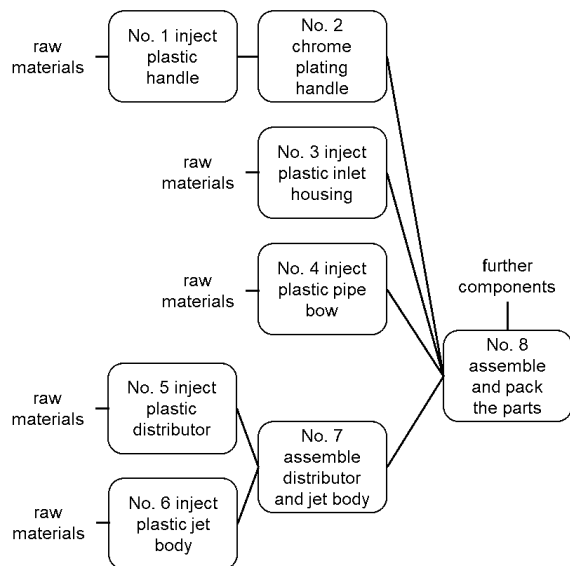 raw
materials
No. 1 inject
plastic
handle
No. 2
chrome
plating
handle
raw
materials
No. 3 inject
plastic inlet
housing
raw
materials
No. 4 inject
plastic pipe
bow
further
components
No. 8
assemble
and pack
the parts
raw
materials
No. 5 inject
plastic
distributor
No. 7
assemble
distributor
and jet body
raw
materials
No. 6 inject
plastic jet
body